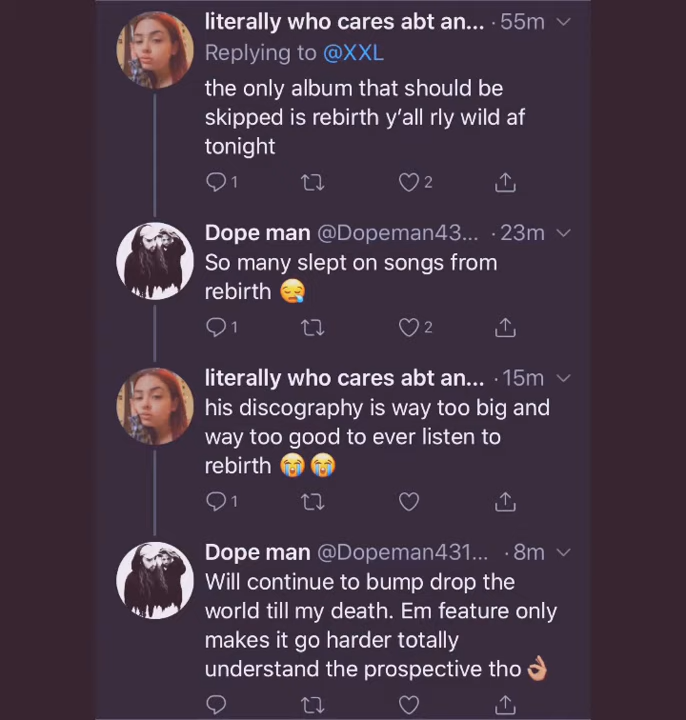 literally who cares abt an... · 55m
Replying to @XXL
the only album that should be
skipped is rebirth y'all rly wild af
tonight
1 2
Dope man @Dopeman43... · 23m
So many slept on songs from
rebirth 😪
1 2
literally who cares abt an... · 15m
his discography is way too big and
way too good to ever listen to
rebirth 😭 😭
1
Dope man @Dopeman431... · 8m
Will continue to bump drop the
world till my death. Em feature only
makes it go harder totally
understand the prospective tho 👌🏽